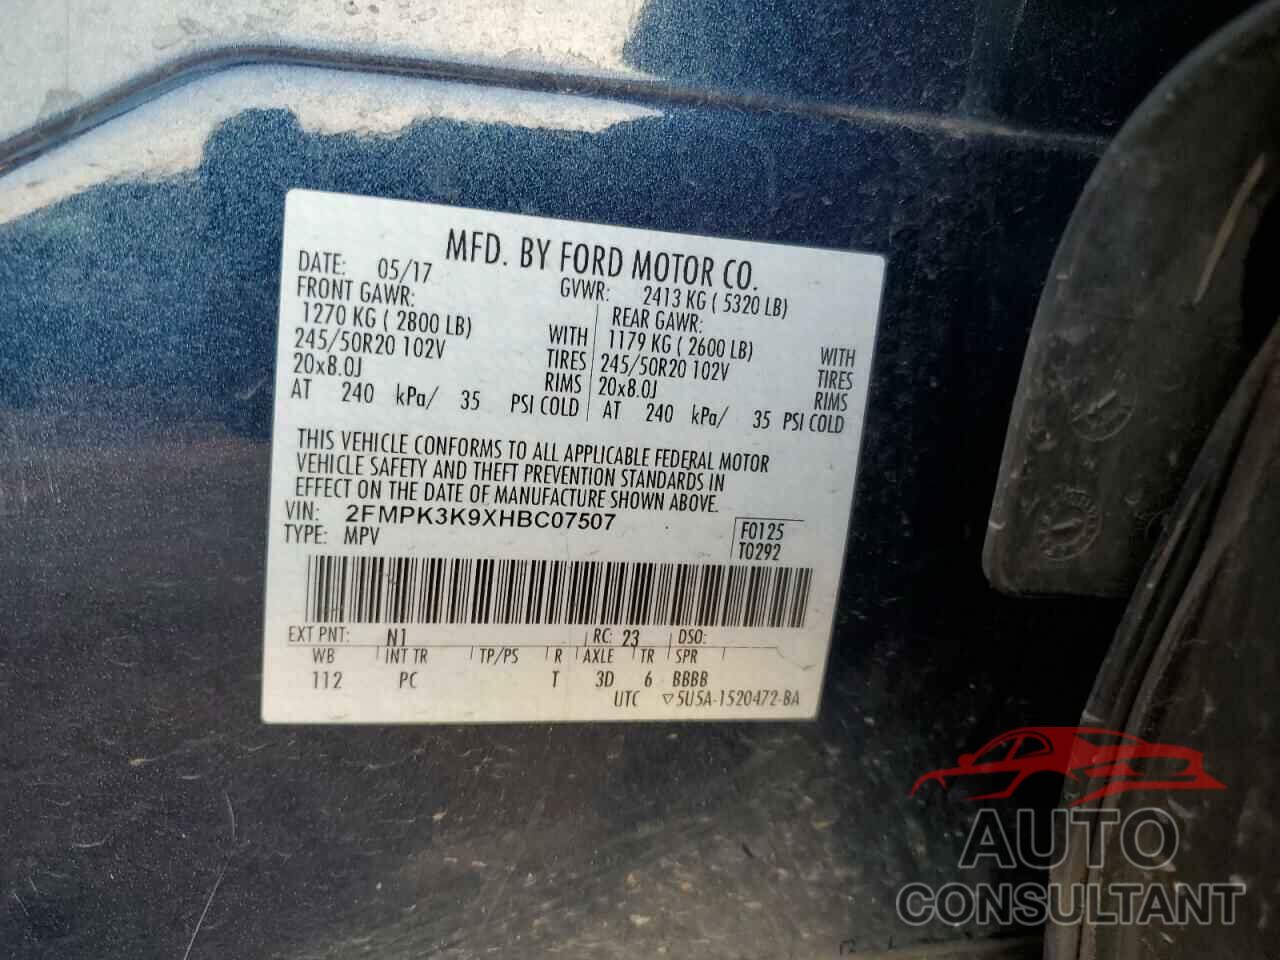 MFD. BY FORD MOTOR CO.
DATE: 05/17 GVWR: 2413 KG ( 5320 LB)
FRONT GAWR: REAR GAWR:
1270 KG ( 2800 LB) WITH 1179 KG ( 2600 LB) WITH
245/50R20 102V TIRES 245/50R20 102V TIRES
20x8.0J RIMS 20x8.0J RIMS
AT 240 kPa/ 35 PSI COLD AT 240 kPa/ 35 PSI COLD
THIS VEHICLE CONFORMS TO ALL APPLICABLE FEDERAL MOTOR
VEHICLE SAFETY AND THEFT PREVENTION STANDARDS IN
EFFECT ON THE DATE OF MANUFACTURE SHOWN ABOVE.
VIN: 2FMPK3K9XHBC07507
TYPE: MPV
F0125
T0292
EXT PNT: N1 RC: 23 DSO:
WB INT TR TP/PS R AXLE TR SPR
112 PC T 3D 6 BBBB
UTC ▽5U5A-1520472-BA
AUTO
CONSULTANT